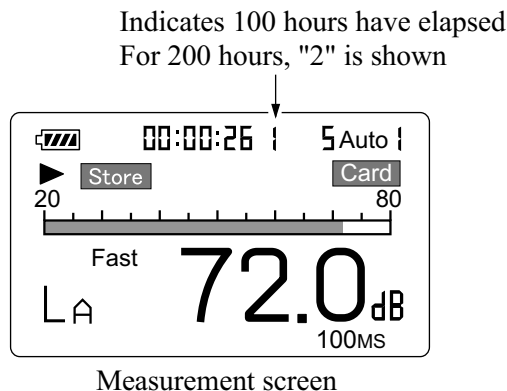 Indicates 100 hours have elapsed
For 200 hours, "2" is shown
00:00:26 1 5 Auto 1
Store Card
20 80
Fast
LA 72.0 dB
100MS
Measurement screen